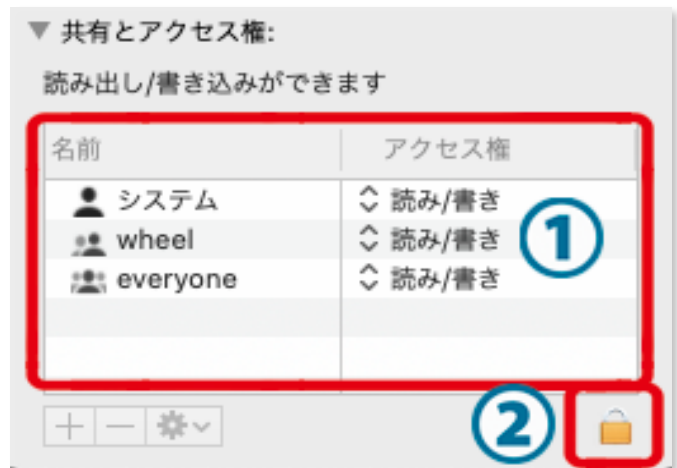 ▼ 共有とアクセス権:
読み出し/書き込みができます
名前 アクセス権
システム 読み/書き
wheel 読み/書き
everyone 読み/書き
①
②